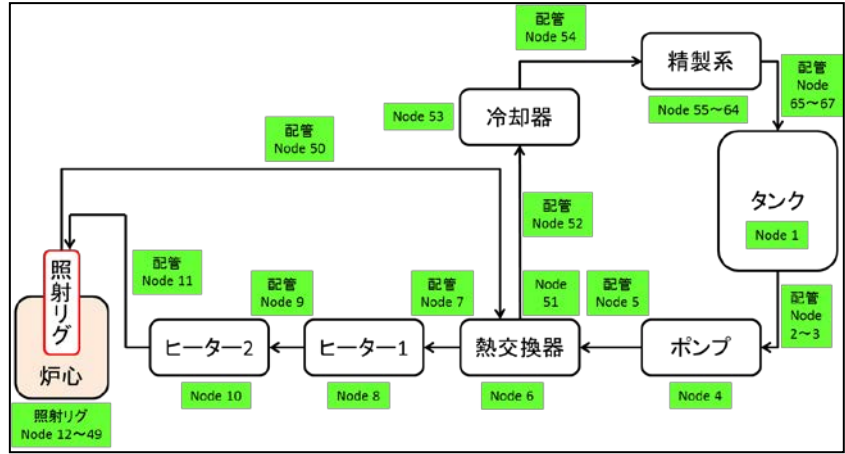 配管
Node 54
精製系
配管
Node
65～67
Node 53
冷却器
Node 55～64
配管
Node 50
タンク
Node 1
配管
Node 52
照射リグ
配管
Node 11
配管
Node 9
配管
Node 7
Node
51
配管
Node 5
配管
Node
2～3
炉心
ヒーター2
ヒーター1
熱交換器
ポンプ
Node 10
Node 8
Node 6
Node 4
照射リグ
Node 12～49